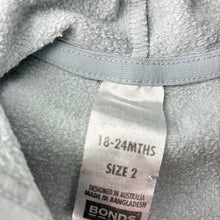 18-24MTHS
SIZE 2
DESIGNED IN AUSTRALIA
MADE IN BANGLADESH
BONDS